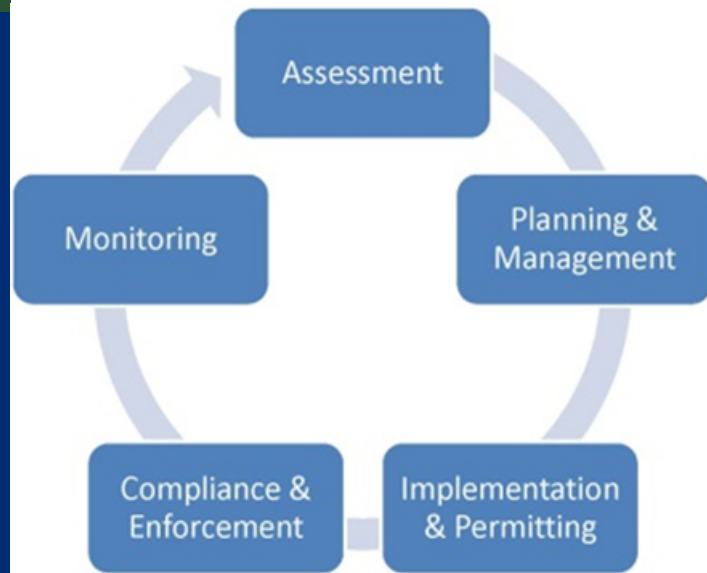 Assessment
Planning &
Management
Implementation
& Permitting
Compliance &
Enforcement
Monitoring